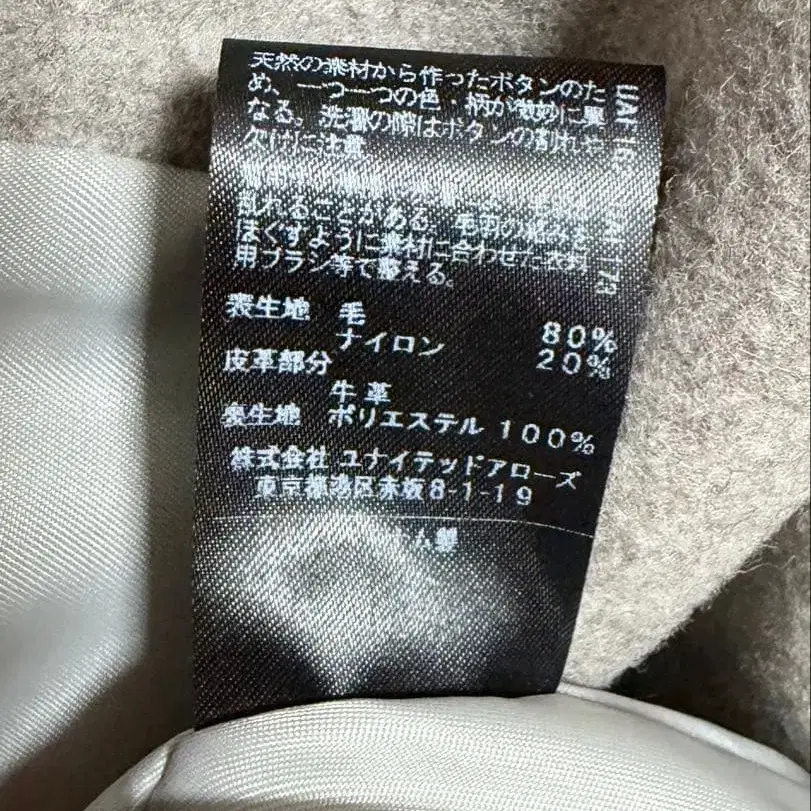 天然の素材から作ったボタンのた
め、一つ一つの色・柄が微妙に異
なる。洗濯の際はボタンの割れや
欠けに注意
乱れることがある。毛羽の絡みを
ほぐすように素材に合わせた衣料
用ブラシ等で整える。
表生地 毛 80%
ナイロン 20%
皮革部分
牛革
裏生地 ポリエステル 100%
株式会社 ユナイテッドアローズ
東京都港区赤坂8-1-19